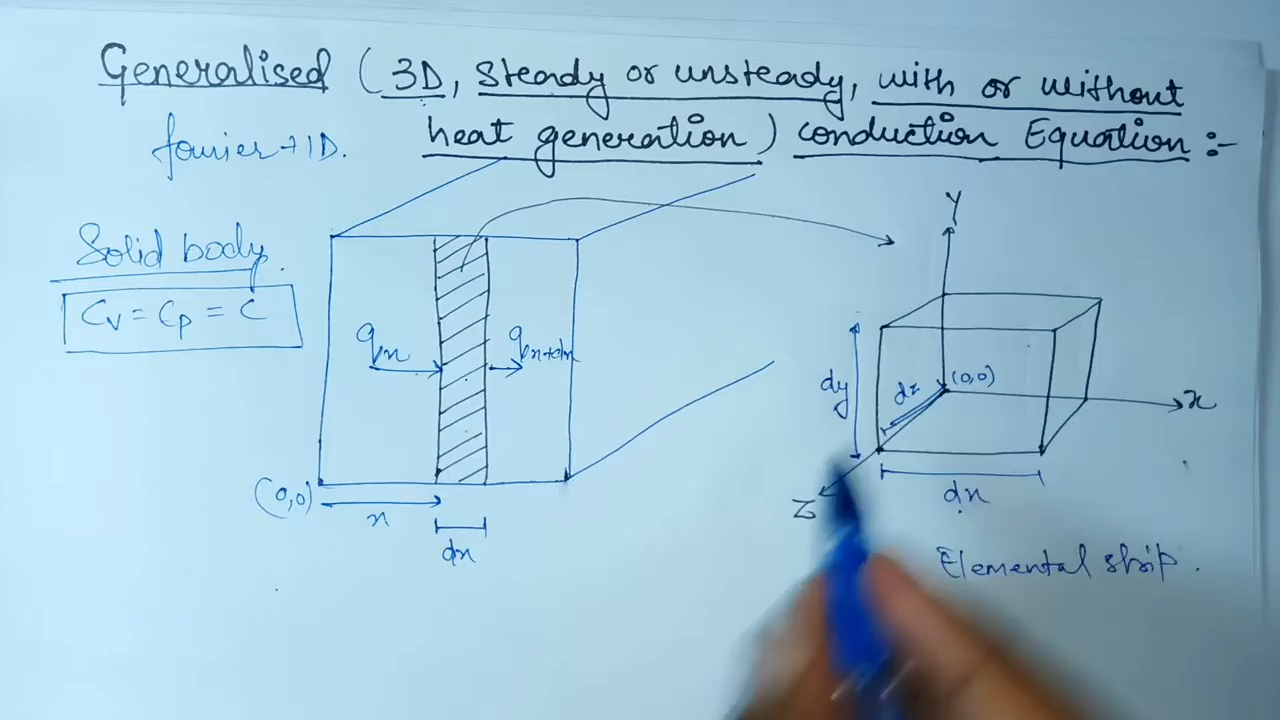 Generalised (3D, steady or unsteady, with or without
heat generation) conduction Equation :-
fourier → 1D.
Solid body.
Cv = Cp = C
qx
qx+dx
(0,0)
x
dx
Y
(0,0)
x
dz
dy
dx
z
Elemental strip.